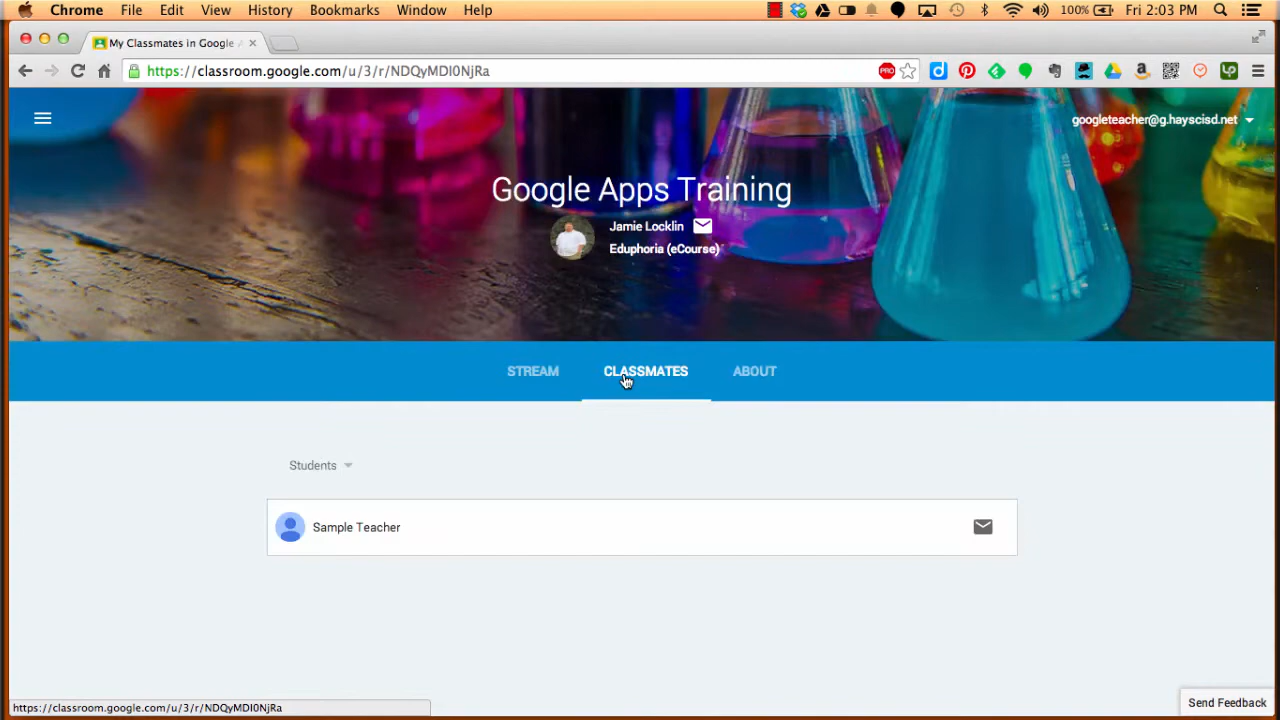 Chrome File Edit View History Bookmarks Window Help 100% Fri 2:03 PM
My Classmates in Google A
https://classroom.google.com/u/3/r/NDQyMDI0NjRa PRO
googleteacher@g.hayscisd.net
Google Apps Training
Jamie Locklin
Eduphoria (eCourse)
STREAM CLASSMATES ABOUT
Students
Sample Teacher
https://classroom.google.com/u/3/r/NDQyMDI0NjRa
Send Feedback